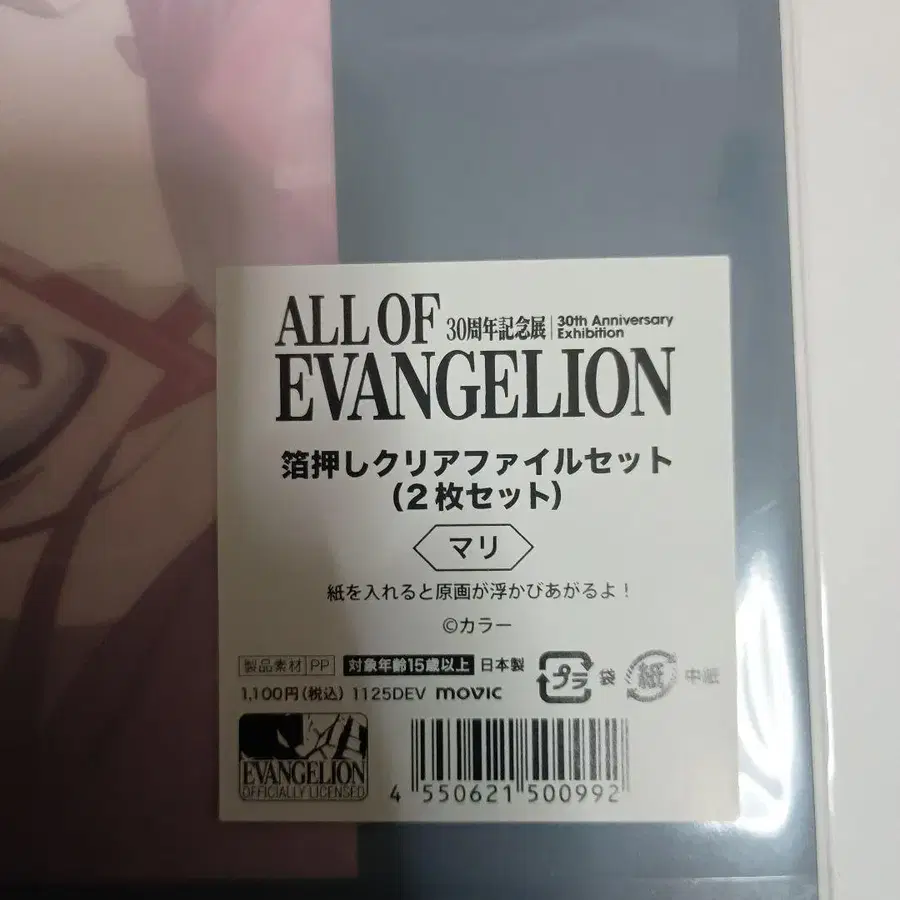 ALL OF 30周年記念展 30th Anniversary Exhibition
EVANGELION
箔押しクリアファイルセット
(2枚セット)
マリ
紙を入れると原画が浮かびあがるよ!
©カラー
製品素材 PP 対象年齢15歳以上 日本製 プラ 袋 紙 中紙
1,100円(税込) 1125DEV movic
EVANGELION
OFFICIALLY LICENSED
4 550621 500992